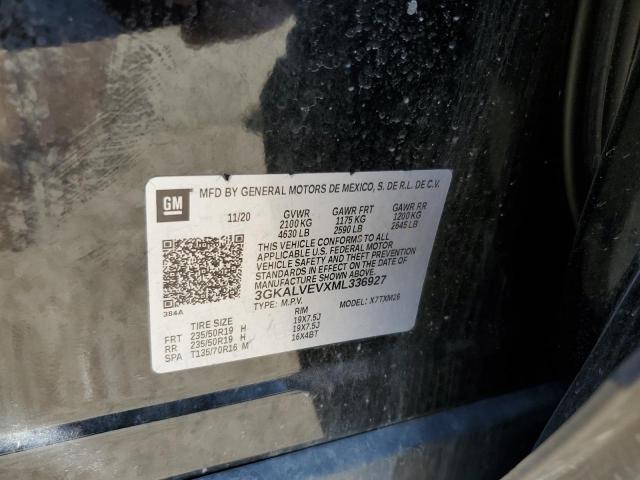 GM MFD BY GENERAL MOTORS DE MEXICO, S. DE R.L. DE C.V.
11/20 GVWR GAWR FRT GAWR RR
2100 KG 1175 KG 1200 KG
4630 LB 2590 LB 2645 LB
THIS VEHICLE CONFORMS TO ALL
APPLICABLE U.S. FEDERAL MOTOR
VEHICLE SAFETY AND THEFT PREVENTION
STANDARDS IN EFFECT ON THE DATE OF
MANUFACTURE SHOWN ABOVE.
3GKALVEVXML336927
384A TYPE: M.P.V. MODEL: X7TXM26
TIRE SIZE RIM
FRT 235/50R19 H 19X7.5J
RR 235/50R19 H 19X7.5J
SPA T135/70R16 M 16X4BT